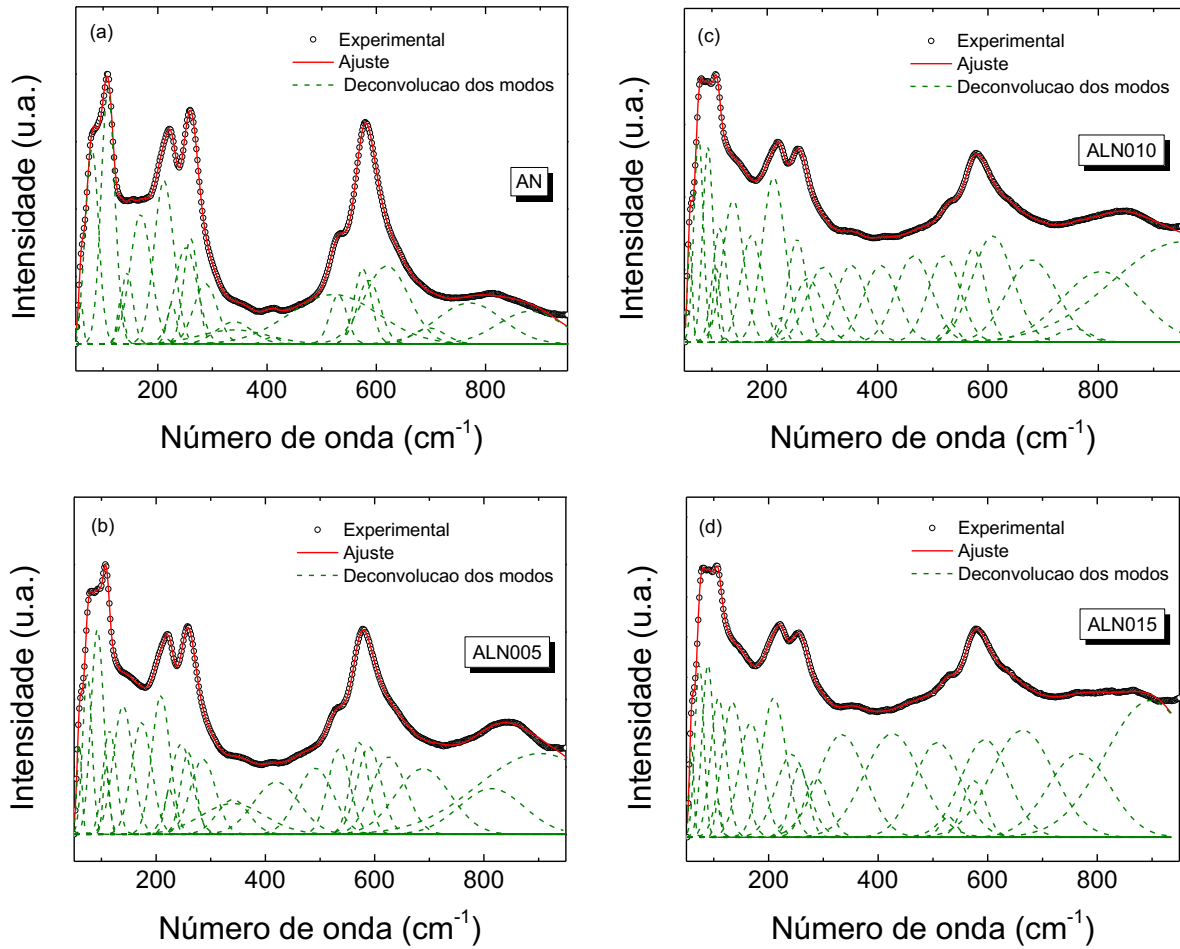 (a)
Experimental
Ajuste
Deconvolucao dos modos
AN
Intensidade (u.a.)
200 400 600 800
Número de onda (cm⁻¹)
(c)
Experimental
Ajuste
Deconvolucao dos modos
ALN010
Intensidade (u.a.)
200 400 600 800
Número de onda (cm⁻¹)
(b)
Experimental
Ajuste
Deconvolucao dos modos
ALN005
Intensidade (u.a.)
200 400 600 800
Número de onda (cm⁻¹)
(d)
Experimental
Ajuste
Deconvolucao dos modos
ALN015
Intensidade (u.a.)
200 400 600 800
Número de onda (cm⁻¹)